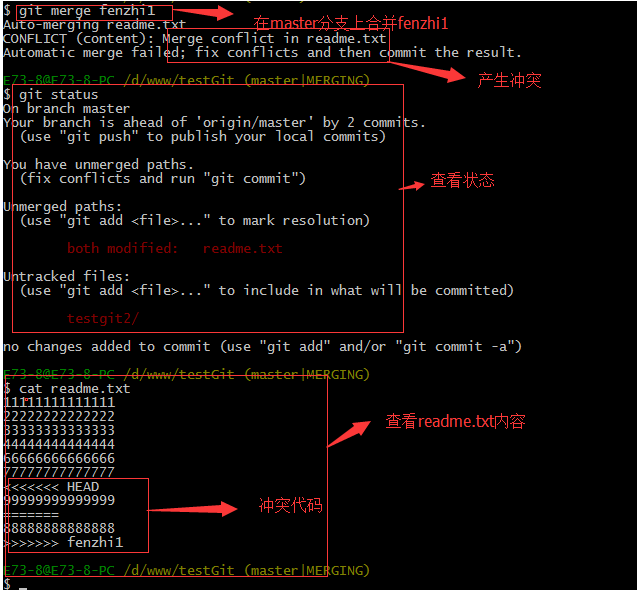 $ git merge fenzhi1
在master分支上合并fenzhi1
Auto-merging readme.txt
CONFLICT (content): Merge conflict in readme.txt
Automatic merge failed; fix conflicts and then commit the result.
产生冲突
E73-8@E73-8-PC /d/www/testGit (master|MERGING)
$ git status
On branch master
Your branch is ahead of 'origin/master' by 2 commits.
(use "git push" to publish your local commits)
You have unmerged paths.
(fix conflicts and run "git commit")
查看状态
Unmerged paths:
(use "git add <file>..." to mark resolution)
both modified: readme.txt
Untracked files:
(use "git add <file>..." to include in what will be committed)
testgit2/
no changes added to commit (use "git add" and/or "git commit -a")
E73-8@E73-8-PC /d/www/testGit (master|MERGING)
$ cat readme.txt
11111111111111
22222222222222
33333333333333
查看readme.txt内容
44444444444444
66666666666666
77777777777777
<<<<<<< HEAD
99999999999999
冲突代码
=======
88888888888888
>>>>>>> fenzhi1
E73-8@E73-8-PC /d/www/testGit (master|MERGING)
$